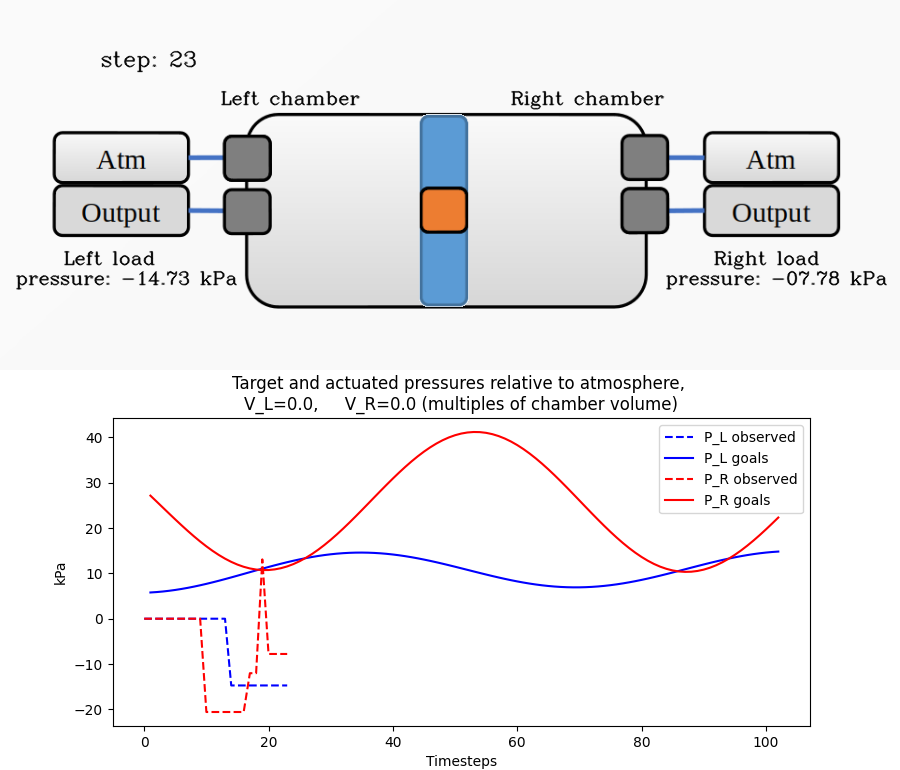 step: 23
Left chamber
Right chamber
Atm
Atm
Output
Output
Left load
pressure: −14.73 kPa
Right load
pressure: −07.78 kPa
Target and actuated pressures relative to atmosphere,
V_L=0.0,     V_R=0.0 (multiples of chamber volume)
P_L observed
P_L goals
P_R observed
P_R goals
40
30
20
10
0
−10
−20
kPa
0
20
40
60
80
100
Timesteps